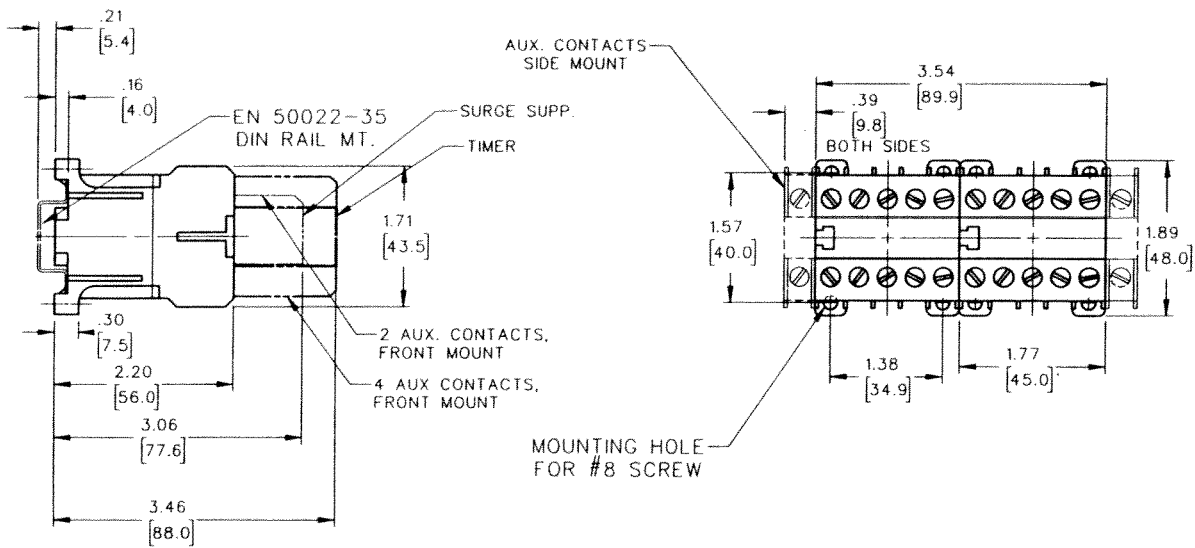 .21
[5.4]
.16
[4.0]
EN 50022-35
DIN RAIL MT.
SURGE SUPP.
TIMER
1.71
[43.5]
.30
[7.5]
2.20
[56.0]
3.06
[77.6]
3.46
[88.0]
2 AUX. CONTACTS,
FRONT MOUNT
4 AUX CONTACTS,
FRONT MOUNT
AUX. CONTACTS
SIDE MOUNT
3.54
[89.9]
.39
[9.8]
BOTH SIDES
1.57
[40.0]
1.89
[48.0]
1.38
[34.9]
1.77
[45.0]
MOUNTING HOLE
FOR #8 SCREW